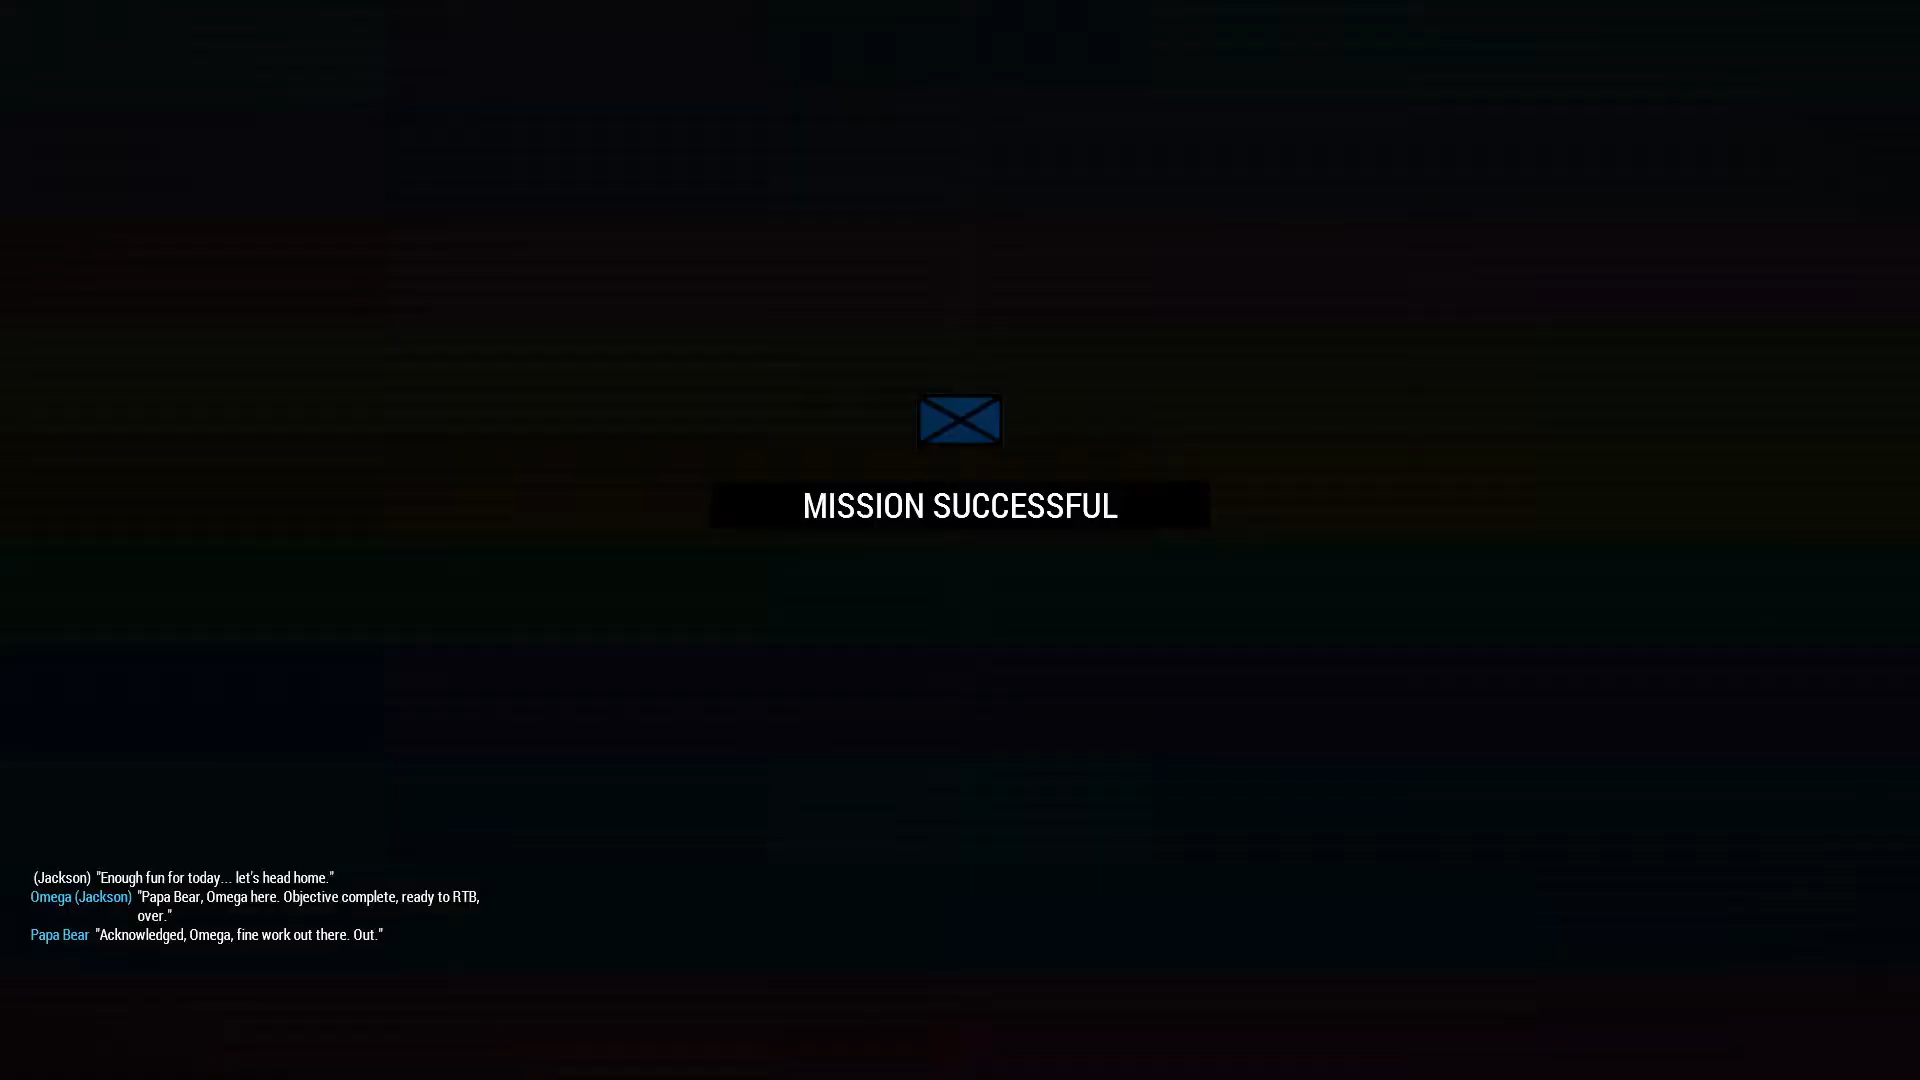 MISSION SUCCESSFUL
(Jackson) "Enough fun for today... let's head home."
Omega (Jackson) "Papa Bear, Omega here. Objective complete, ready to RTB,
over."
Papa Bear "Acknowledged, Omega, fine work out there. Out."